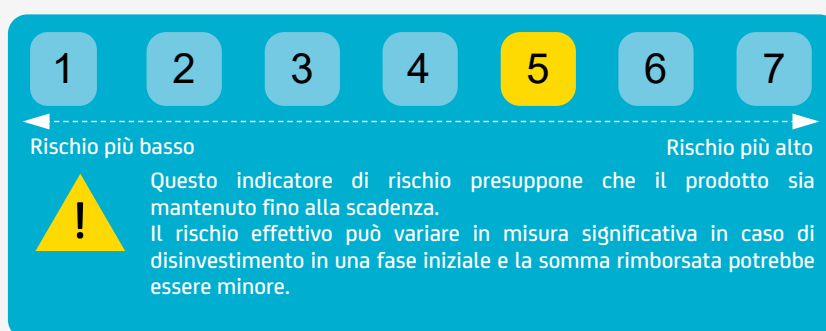 1 2 3 4 5 6 7
Rischio più basso Rischio più alto
Questo indicatore di rischio presuppone che il prodotto sia
mantenuto fino alla scadenza.
!
Il rischio effettivo può variare in misura significativa in caso di
disinvestimento in una fase iniziale e la somma rimborsata potrebbe
essere minore.